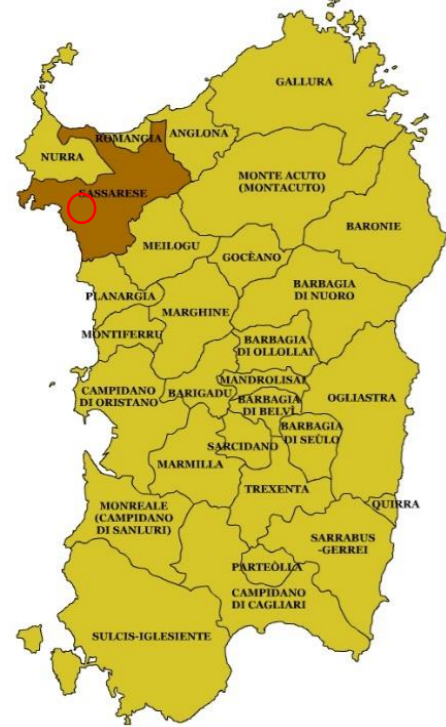 GALLURA
ROMANGIA
ANGLONA
NURRA
MONTE ACUTO
(MONTACUTO)
SASSARESE
BARONIE
MEILOGU
GOCÈANO
BARBAGIA
DI NUORO
PLANARGIA
MARGHINE
MONTIFERRU
BARBAGIA
DI OLLOLAI
MANDROLISAI
CAMPIDANO
DI ORISTANO
BARIGADU
BARBAGIA
DI BELVÌ
OGLIASTRA
BARBAGIA
DI SEÙLO
SARCIDANO
MARMILLA
TREXENTA
QUIRRA
MONREALE
(CAMPIDANO
DI SANLURI)
SARRABUS
-GERREI
PARTEÒLLA
CAMPIDANO
DI CAGLIARI
SULCIS-IGLESIENTE